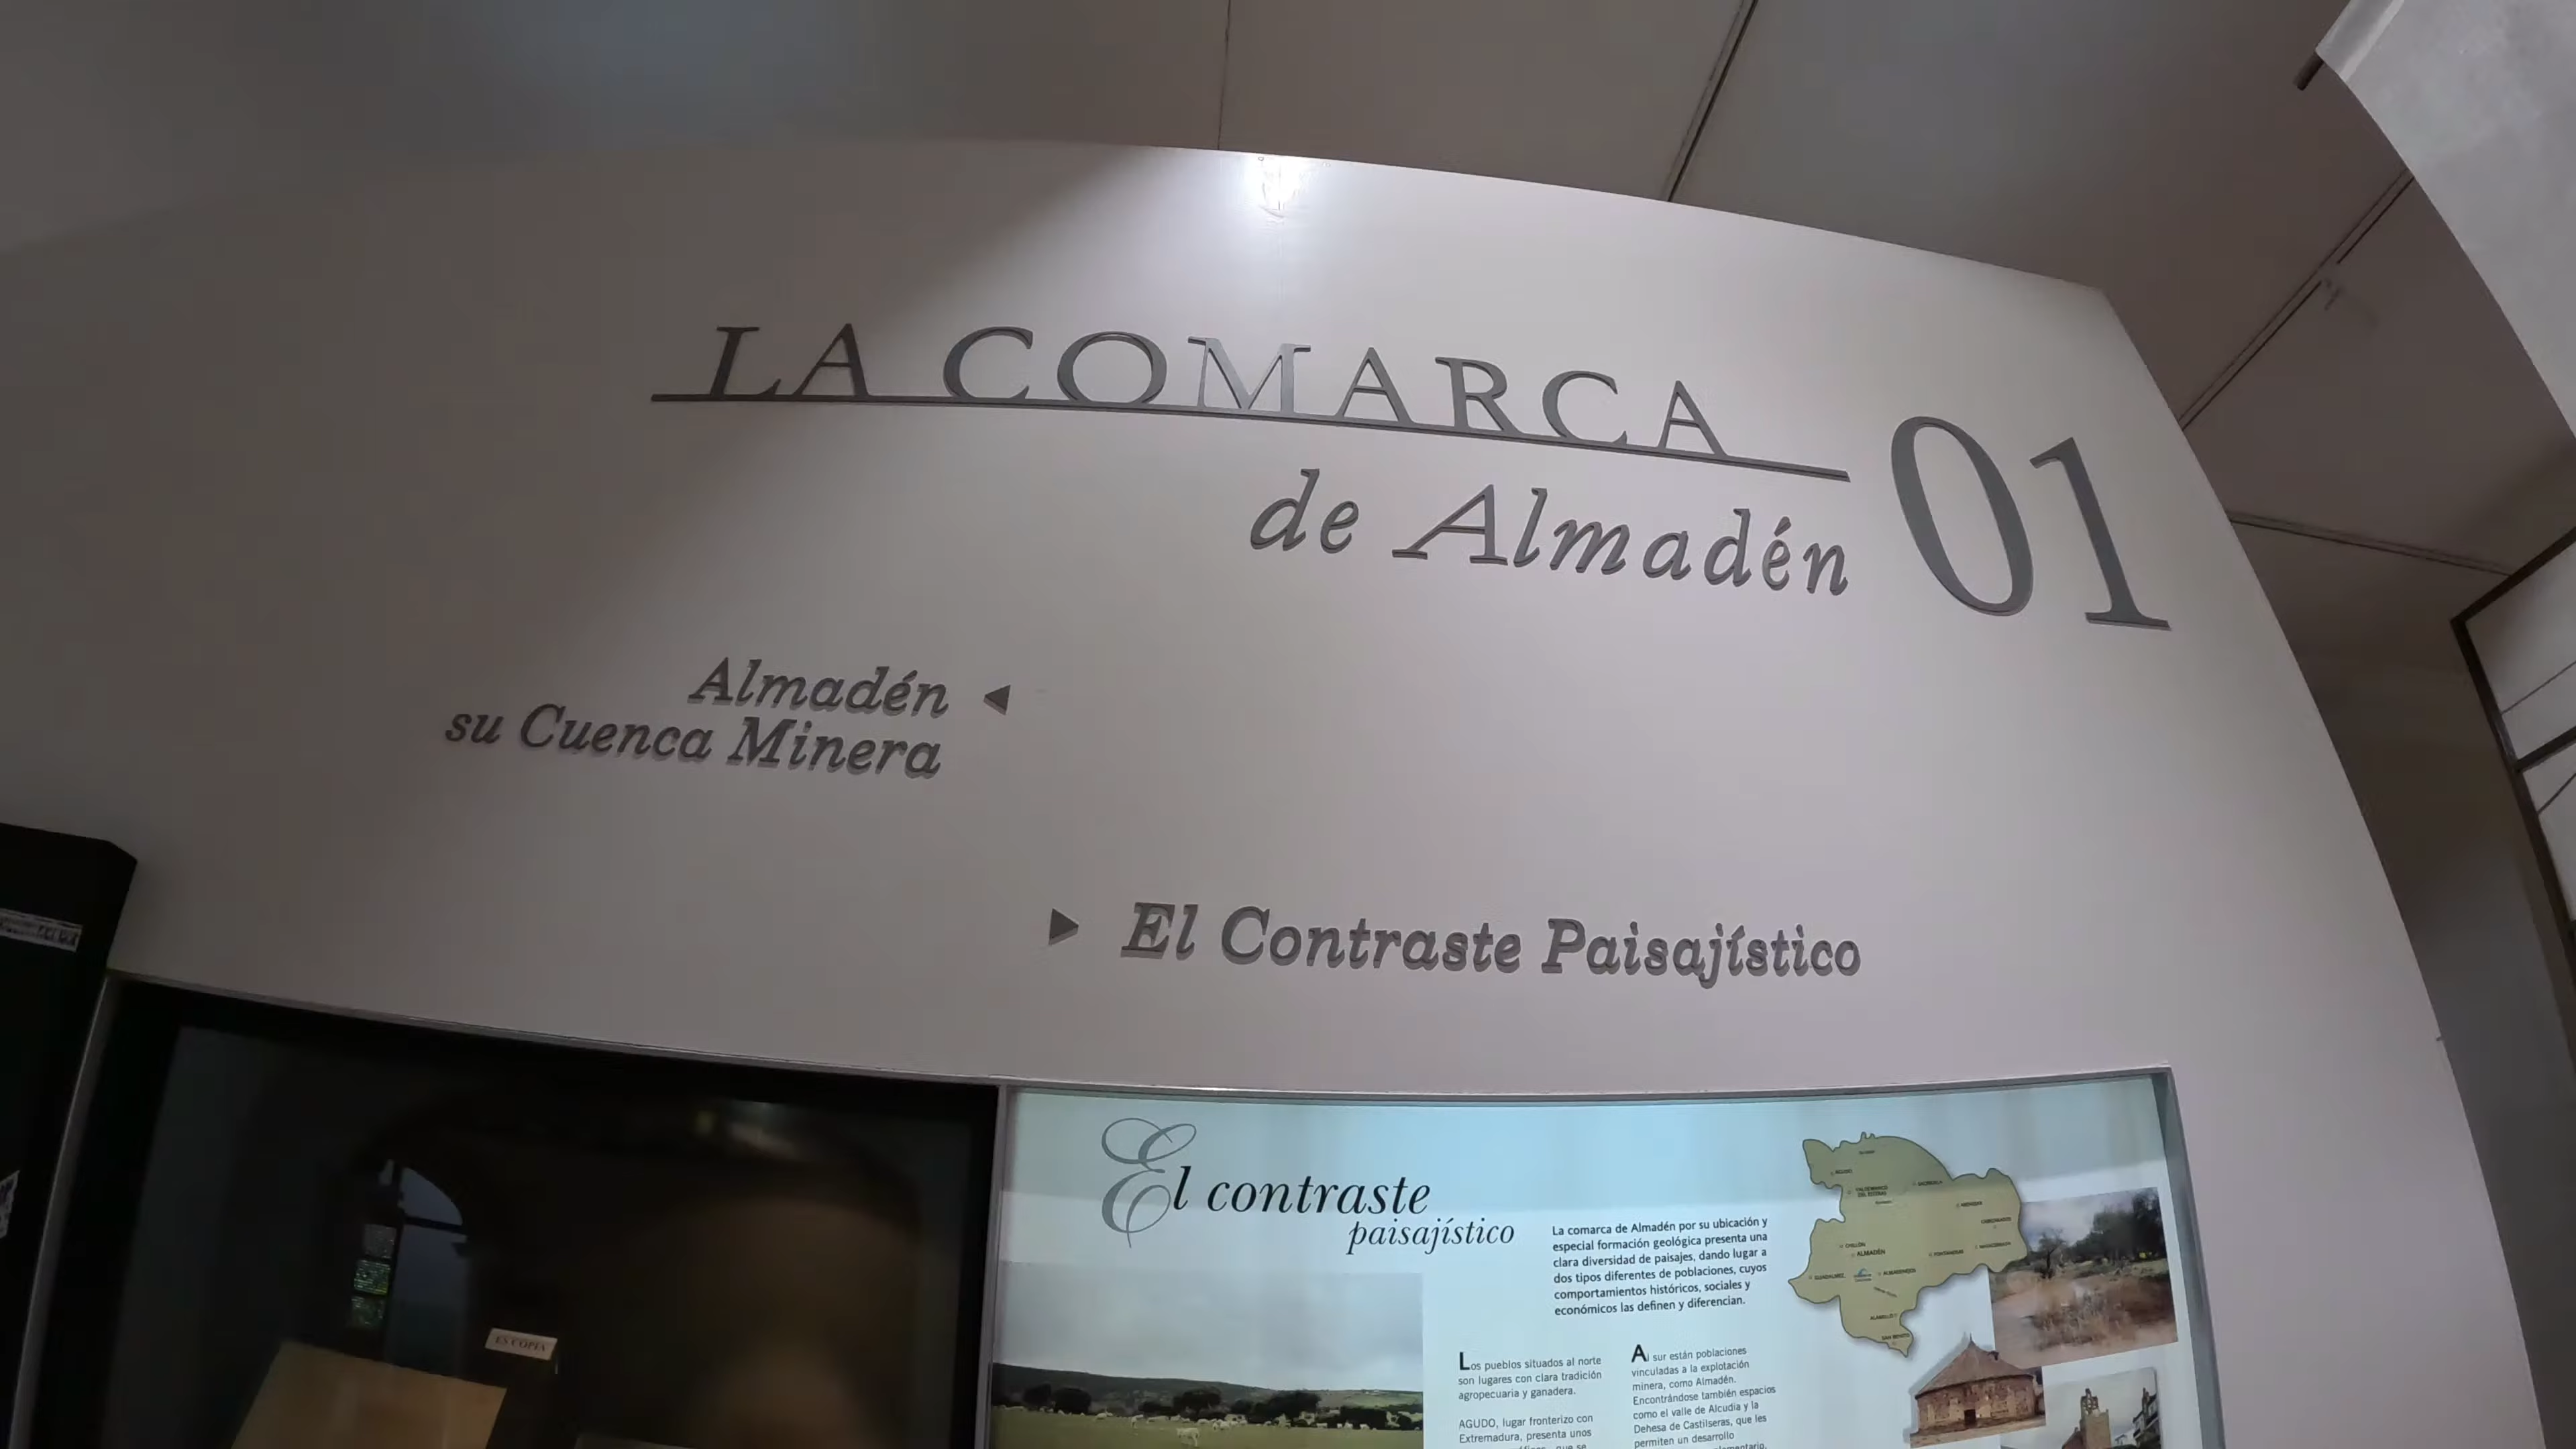 LA COMARCA
de Almadén
01
Almadén
su Cuenca Minera
El Contraste Paisajístico
ES COPIA
El contraste
paisajístico
La comarca de Almadén por su ubicación y
especial formación geológica presenta una
clara diversidad de paisajes, dando lugar a
dos tipos diferentes de poblaciones, cuyos
comportamientos históricos, sociales y
económicos las definen y diferencian.
Los pueblos situados al norte
son lugares con clara tradición
agropecuaria y ganadera.
AGUDO, lugar fronterizo con
Extremadura, presenta unos
Al sur están poblaciones
vinculadas a la explotación
minera, como Almadén.
Encontrándose también espacios
como el valle de Alcudia y la
Dehesa de Castilseras, que les
permiten un desarrollo
AGUDO
CHILLÓN
ALMADÉN
SAN BENITO